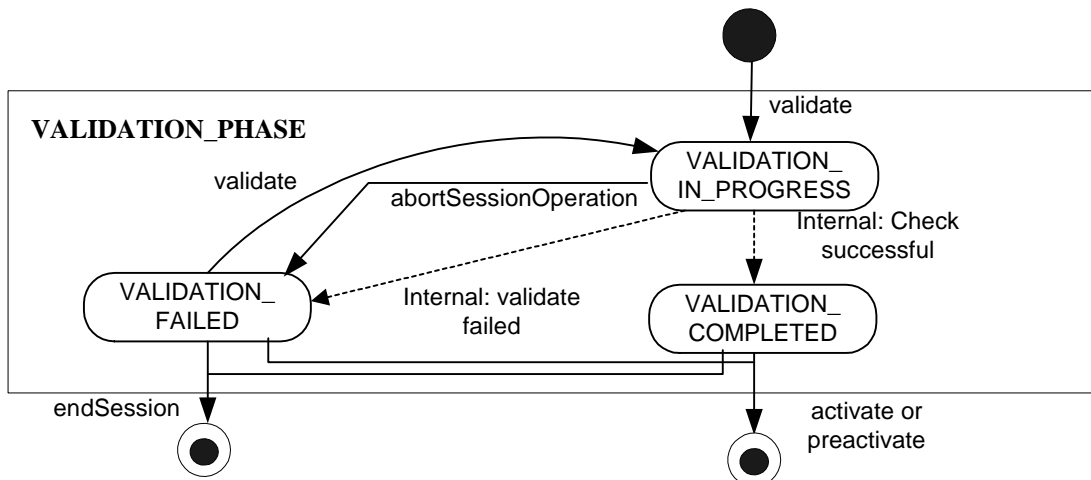 validate
VALIDATION_PHASE
VALIDATION_
IN_PROGRESS
validate
abortSessionOperation
Internal: Check
successful
VALIDATION_
FAILED
Internal: validate
failed
VALIDATION_
COMPLETED
endSession
activate or
preactivate